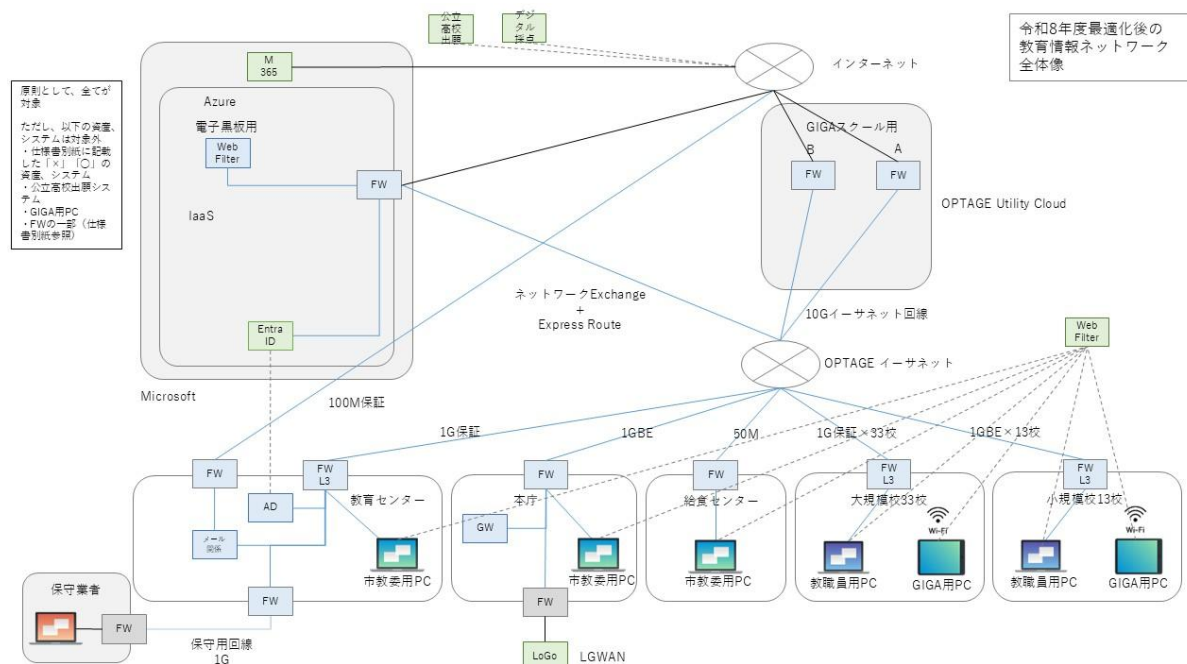 公立
高校
出願
デジ
タル
採点
令和8年度最適化後の
教育情報ネットワーク
全体像
M
365
インターネット
原則として、全てが
対象
ただし、以下の資産、
システムは対象外
・仕様書別紙に記載
した「×」「〇」の
資産、システム
・公立高校出願シス
テム
・GIGA用PC
・FWの一部（仕様
書別紙参照）
Azure
電子黒板用
Web
Filter
FW
IaaS
GIGAスクール用
B
A
FW
FW
OPTAGE Utility Cloud
ネットワークExchange
+
Express Route
10Gイーサネット回線
Entra
ID
Web
Filter
OPTAGE イーサネット
Microsoft
100M保証
1G保証
1GBE
50M
1G保証×33校
1GBE×13校
FW
FW
L3
FW
FW
FW
L3
FW
L3
教育センター
本庁
給食センター
大規模校33校
小規模校13校
AD
GW
メール
関係
Wi-Fi
Wi-Fi
市教委用PC
市教委用PC
市教委用PC
教職員用PC
GIGA用PC
教職員用PC
GIGA用PC
保守業者
FW
FW
FW
保守用回線
1G
LoGo
LGWAN